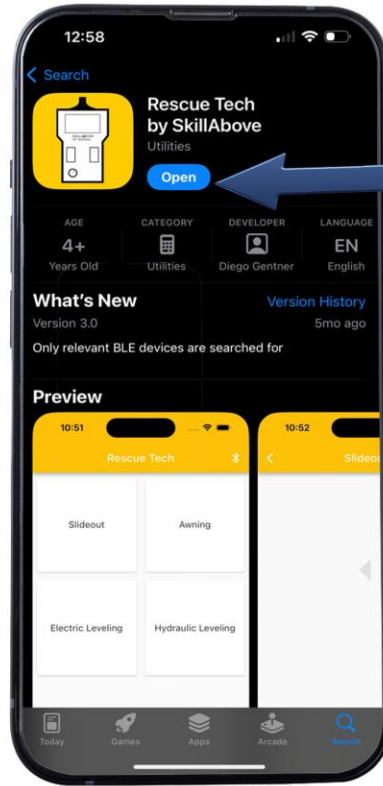 12:58
Search
Rescue Tech
by SkillAbove
Utilities
Open
AGE
CATEGORY
DEVELOPER
LANGUAGE
4+
EN
Years Old
Utilities
Diego Gentner
English
What's New
Version History
Version 3.0
5mo ago
Only relevant BLE devices are searched for
Preview
10:51
10:52
Rescue Tech
Slideo
Slideout
Awning
Electric Leveling
Hydraulic Leveling
Today
Games
Apps
Arcade
Search